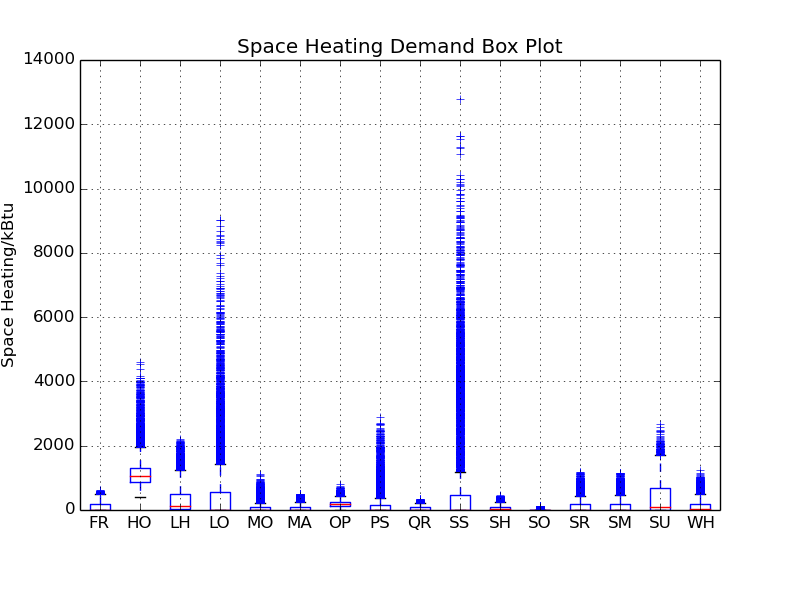 Space Heating Demand Box Plot
Space Heating/kBtu
14000
12000
10000
8000
6000
4000
2000
0
FR HO LH LO MO MA OP PS QR SS SH SO SR SM SU WH